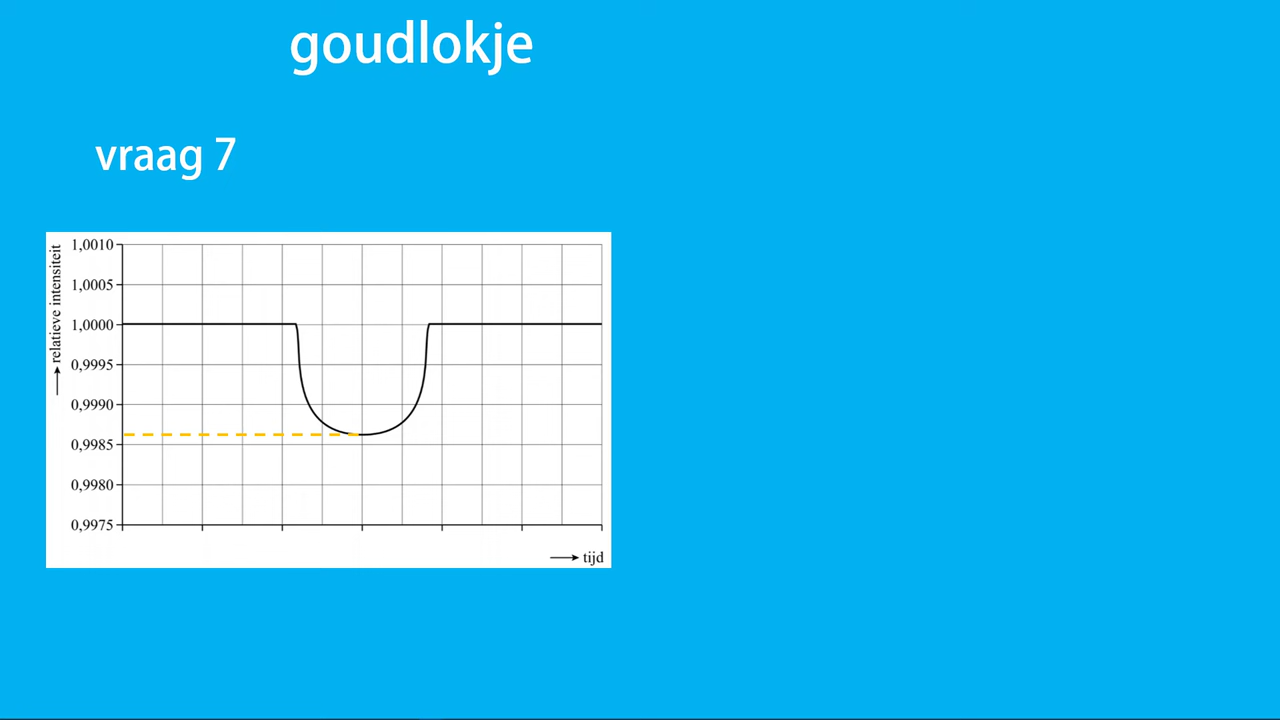 goudlokje
vraag 7
relatieve intensiteit
1,0010
1,0005
1,0000
0,9995
0,9990
0,9985
0,9980
0,9975
tijd